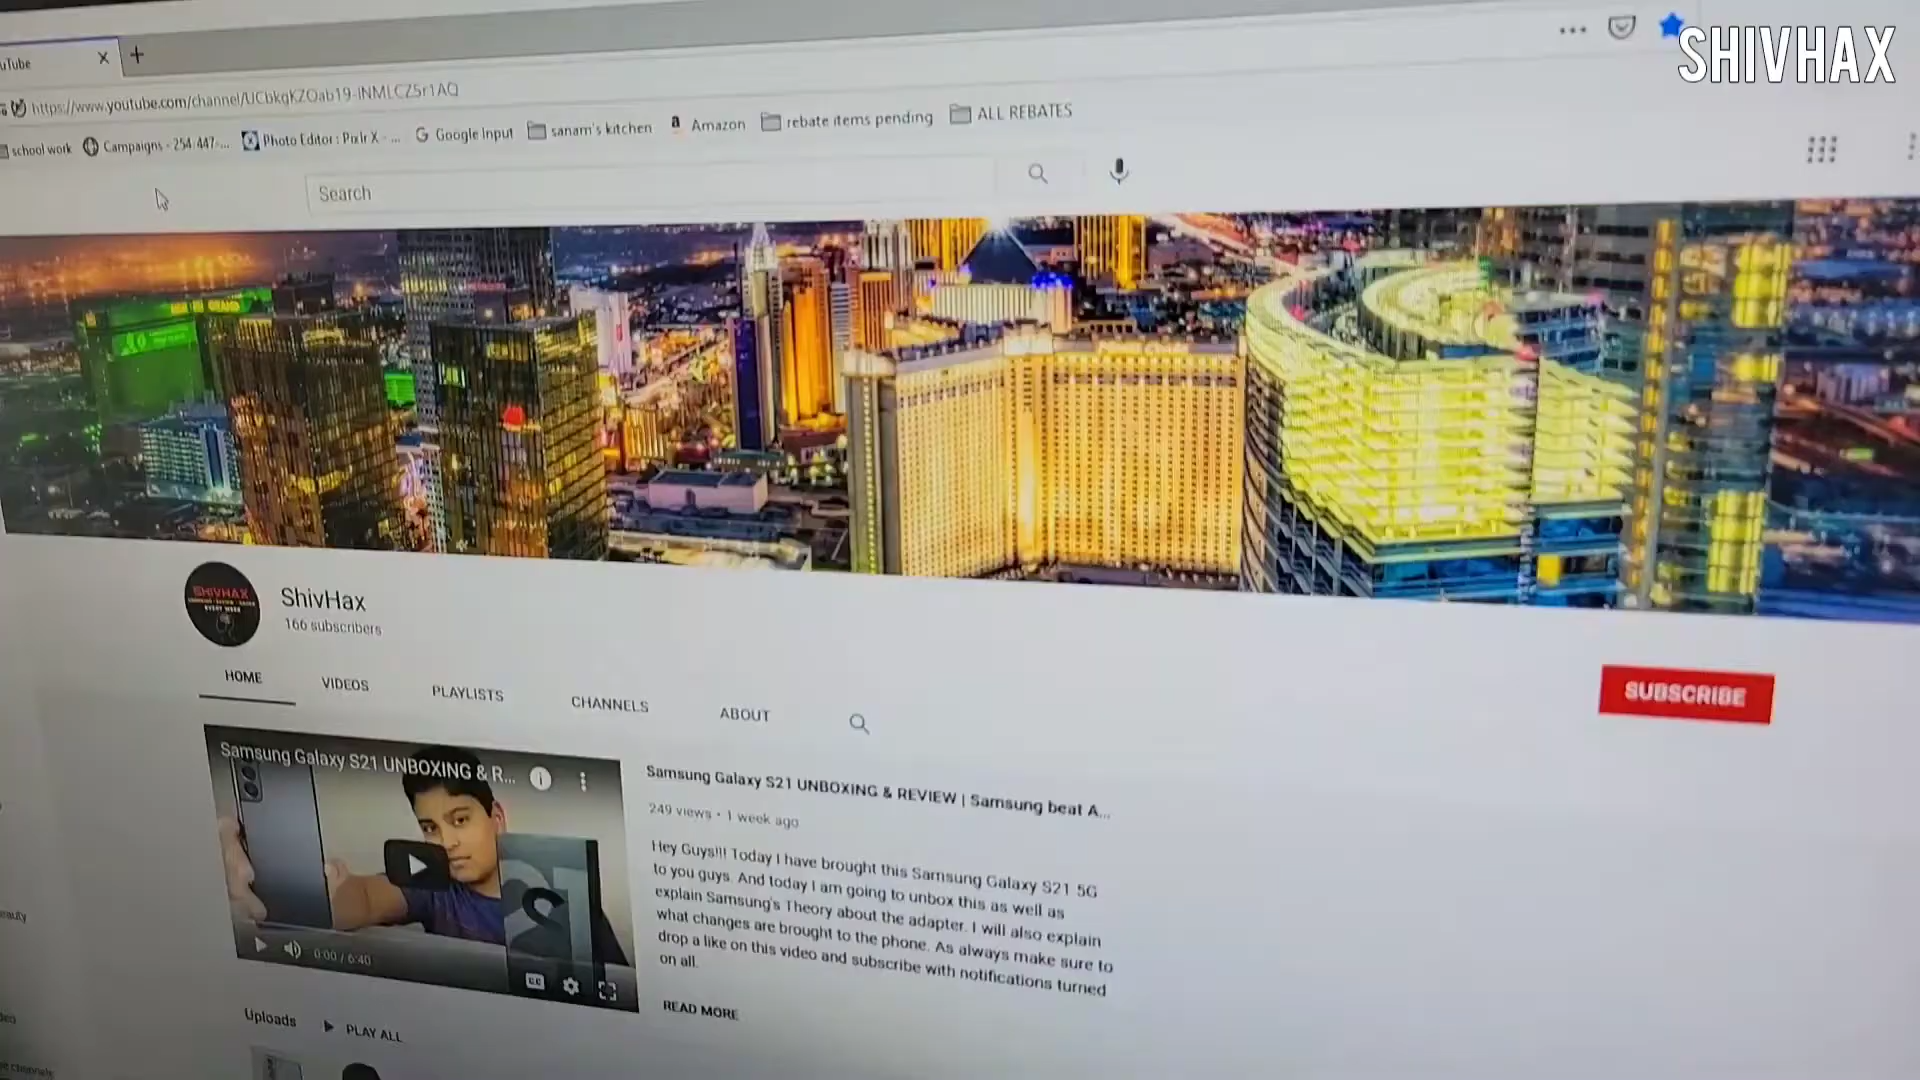 SHIVHAX
uTube
https://www.youtube.com/channel/UCbkqKZOab19-iNMLCZ5r1AQ
school work
Campaigns - 254-447-...
Photo Editor : Pixlr X - ...
Google Input
sanam's kitchen
Amazon
rebate items pending
ALL REBATES
Search
SHIVHAX
EVERY WEEK
ShivHax
166 subscribers
HOME
VIDEOS
PLAYLISTS
CHANNELS
ABOUT
SUBSCRIBE
Samsung Galaxy S21 UNBOXING & R...
0:00 / 6:40
Samsung Galaxy S21 UNBOXING & REVIEW | Samsung beat A...
249 views • 1 week ago
Hey Guys!!! Today I have brought this Samsung Galaxy S21 5G
to you guys. And today I am going to unbox this as well as
explain Samsung's Theory about the adapter. I will also explain
what changes are brought to the phone. As always make sure to
drop a like on this video and subscribe with notifications turned
on all.
READ MORE
Uploads
PLAY ALL